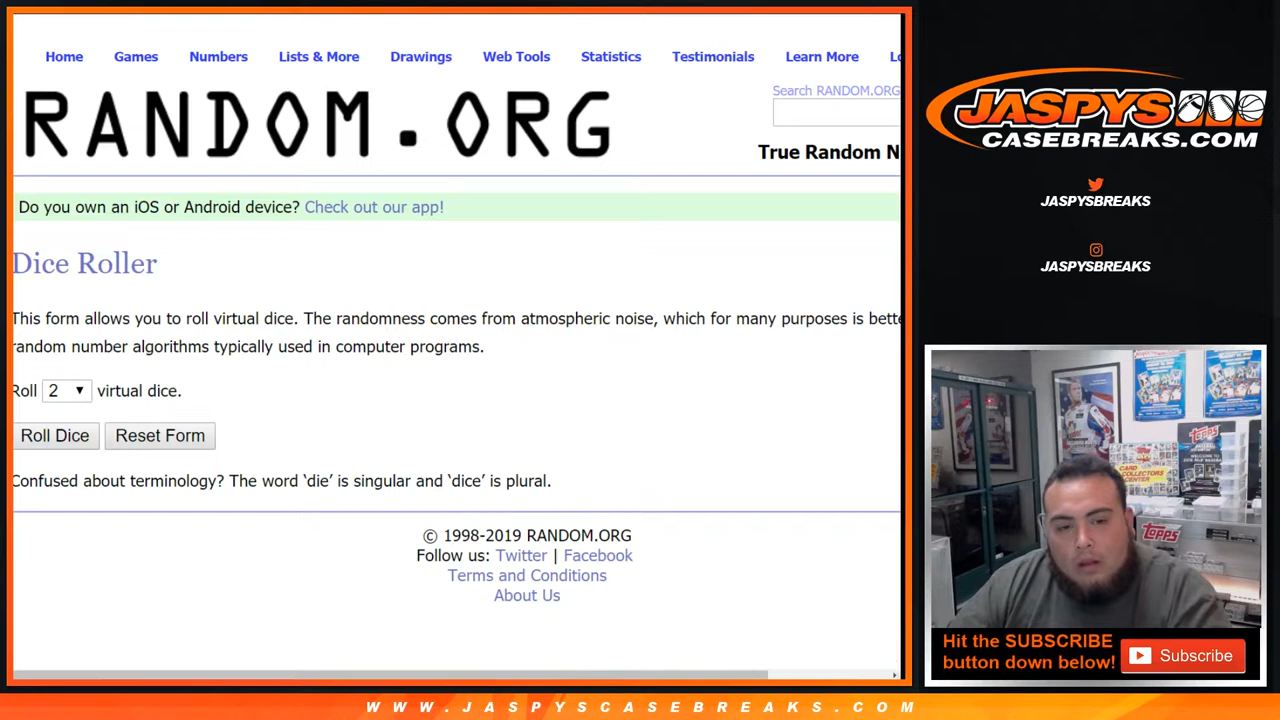 Home Games Numbers Lists & More Drawings Web Tools Statistics Testimonials Learn More
RANDOM.ORG
Search RANDOM.ORG
True Random N
Do you own an iOS or Android device? Check out our app!
Dice Roller
This form allows you to roll virtual dice. The randomness comes from atmospheric noise, which for many purposes is bette
random number algorithms typically used in computer programs.
Roll 2 virtual dice.
Roll Dice Reset Form
Confused about terminology? The word ‘die’ is singular and ‘dice’ is plural.
© 1998-2019 RANDOM.ORG
Follow us: Twitter | Facebook
Terms and Conditions
About Us
JASPYS
CASEBREAKS.COM
JASPYSBREAKS
JASPYSBREAKS
topps
CARD
COLLECTORS
CENTER
topps
Hit the SUBSCRIBE
button down below!
Subscribe
WWW.JASPYSCASEBREAKS.COM